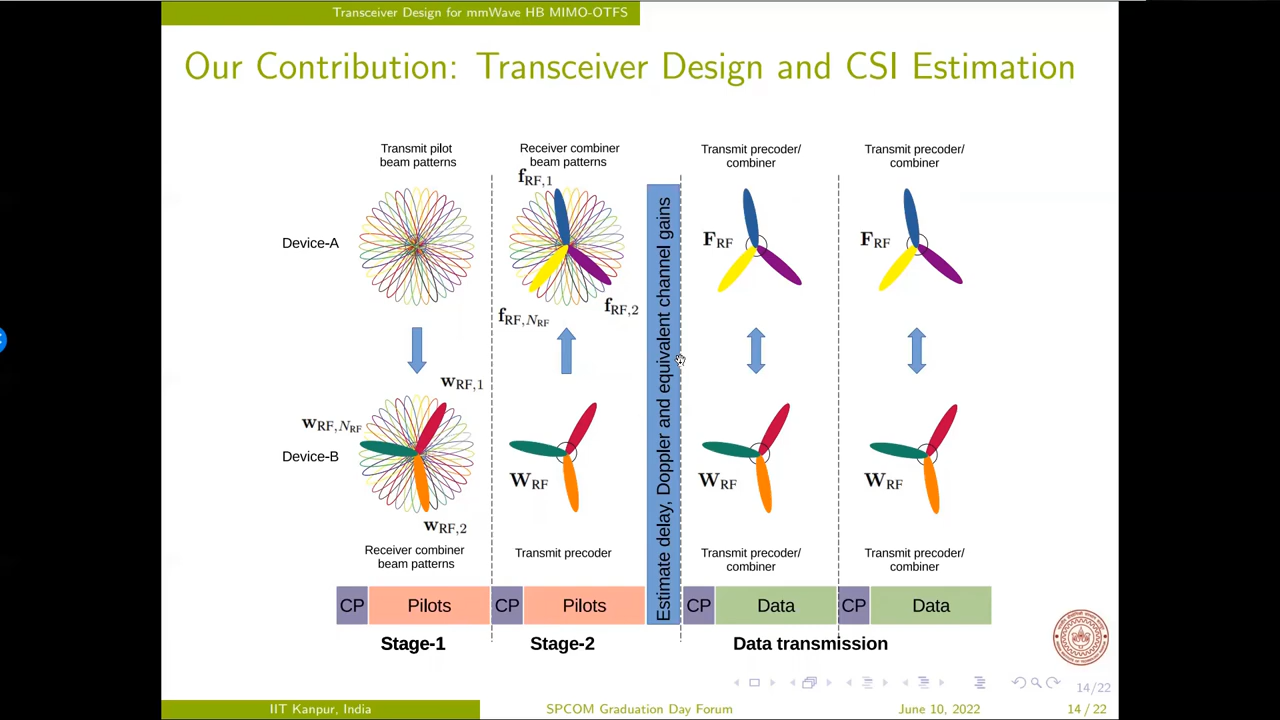 Transceiver Design for mmWave HB MIMO-OTFS
Our Contribution: Transceiver Design and CSI Estimation
Transmit pilot
beam patterns
Receiver combiner
beam patterns
Transmit precoder/
combiner
Transmit precoder/
combiner
f_RF,1
Device-A
F_RF
F_RF
f_RF,N_RF
f_RF,2
Estimate delay, Doppler and equivalent channel gains
w_RF,1
w_RF,N_RF
Device-B
W_RF
W_RF
W_RF
w_RF,2
Receiver combiner
beam patterns
Transmit precoder
Transmit precoder/
combiner
Transmit precoder/
combiner
CP Pilots CP Pilots CP Data CP Data
Stage-1 Stage-2 Data transmission
14/22
IIT Kanpur, India SPCOM Graduation Day Forum June 10, 2022 14 / 22